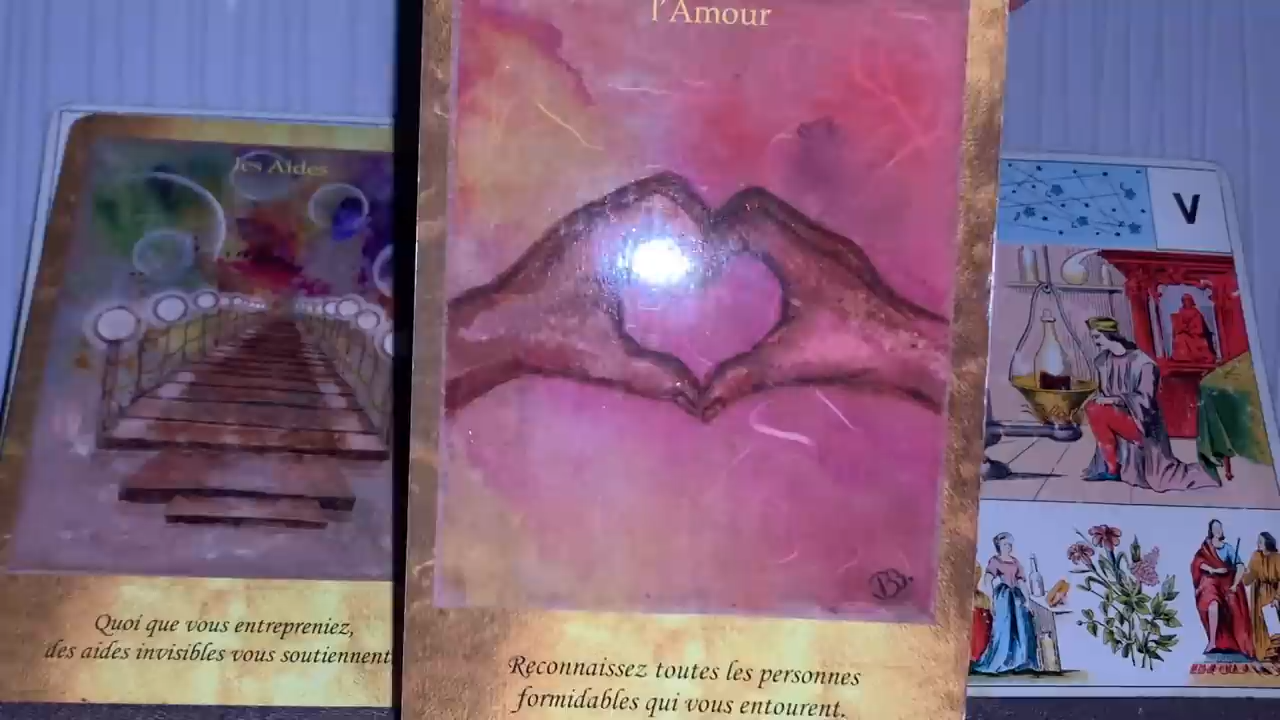 les Aides
Quoi que vous entrepreniez,
des aides invisibles vous soutiennent
l'Amour
BB.
Reconnaissez toutes les personnes
formidables qui vous entourent.
V